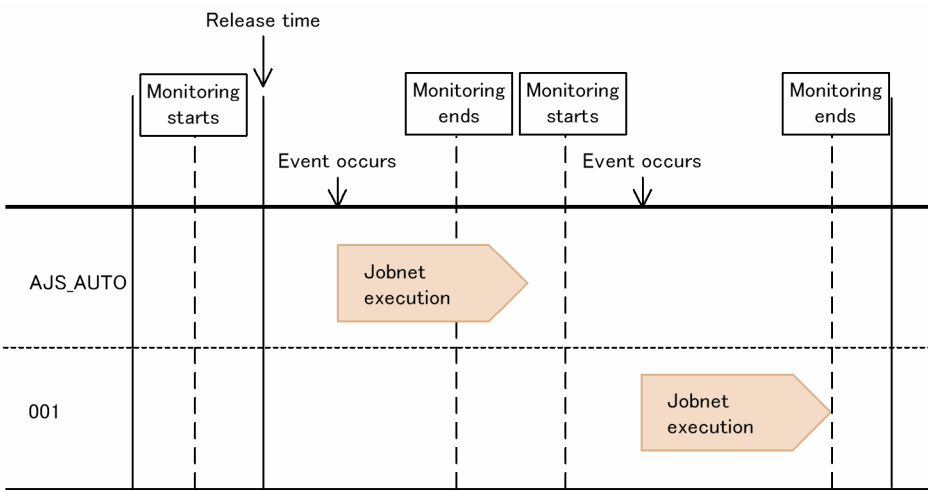 Release time
Monitoring
starts
Monitoring
ends
Monitoring
starts
Monitoring
ends
Event occurs
Event occurs
AJS_AUTO
Jobnet
execution
001
Jobnet
execution